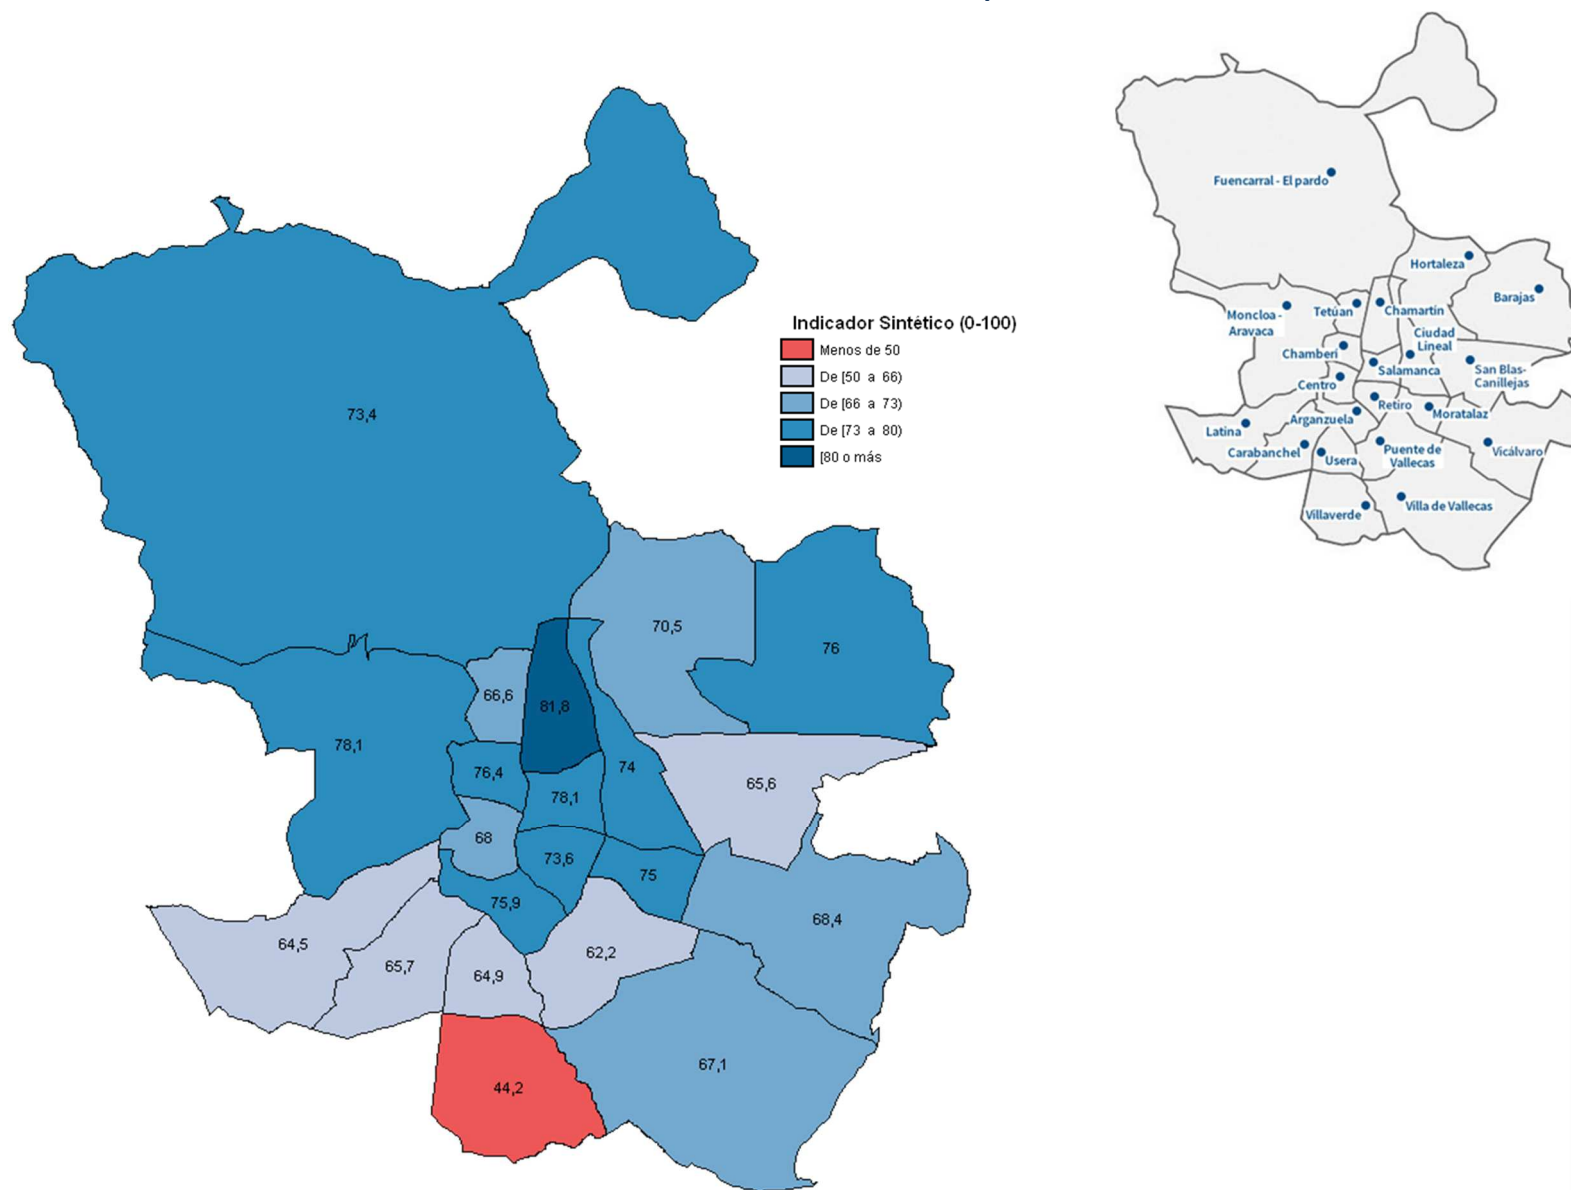 Fuencarral - El pardo
Hortaleza
Barajas
Moncloa -
Aravaca
Tetúan
Chamartín
Ciudad
Lineal
Chamberí
Salamanca
San Blas-
Canillejas
Centro
Retiro
Moratalaz
Arganzuela
Latina
Carabanchel
Usera
Puente de
Vallecas
Vicálvaro
Villaverde
Villa de Vallecas
Indicador Sintético (0-100)
Menos de 50
De [50 a 66)
De [66 a 73)
De [73 a 80)
[80 o más
73,4
70,5
76
66,6
81,8
78,1
76,4
74
78,1
65,6
68
73,6
75
75,9
68,4
64,5
65,7
64,9
62,2
67,1
44,2